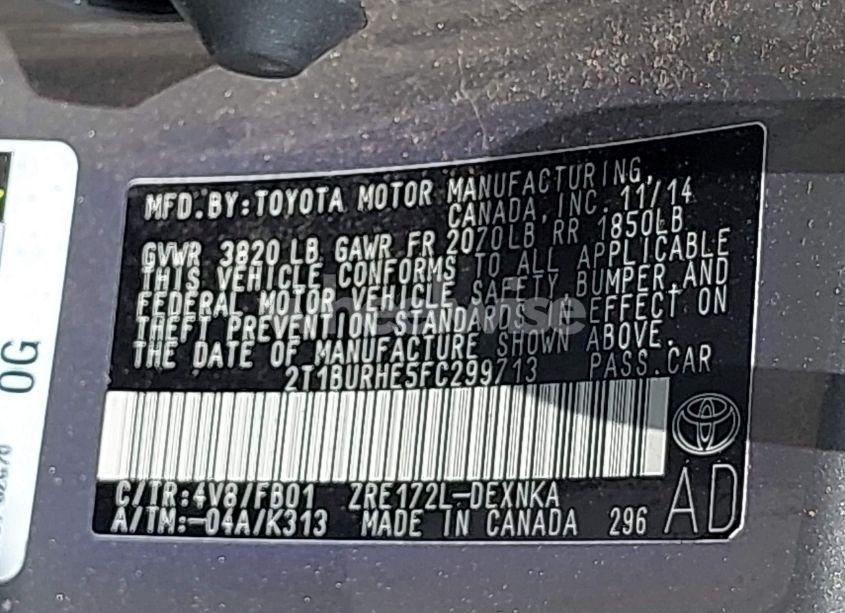 MFD.BY:TOYOTA MOTOR MANUFACTURING,
CANADA,INC. 11/14
GVWR 3820 LB GAWR FR 2070LB RR 1850LB
THIS VEHICLE CONFORMS TO ALL APPLICABLE
FEDERAL MOTOR VEHICLE SAFETY BUMPER,AND
THEFT PREVENTION STANDARDS IN EFFECT ON
THE DATE OF MANUFACTURE SHOWN ABOVE.
2T1BURHE5FC299713 PASS.CAR
C/TR:4V8/FB01 ZRE172L-DEXNKA
A/TM:-04A/K313 MADE IN CANADA 296
AD
OG